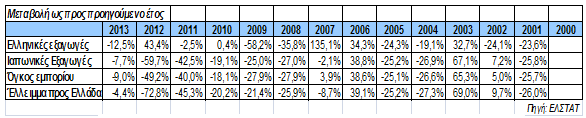 Μεταβολή ως προς προηγούμενο έτος
2013 2012 2011 2010 2009 2008 2007 2006 2005 2004 2003 2002 2001 2000
Ελληνικές εξαγωγές -12,5% 43,4% -2,5% 0,4% -58,2% -35,8% 135,1% 34,3% -24,3% -19,1% 32,7% -24,1% -23,6%
Ιαπωνικές Εξαγωγές -7,7% -59,7% -42,5% -19,1% -25,0% -27,0% -2,1% 38,8% -25,2% -26,9% 67,1% 7,2% -25,8%
Όγκος εμπορίου -9,0% -49,2% -40,0% -18,1% -27,9% -27,9% 3,9% 38,6% -25,1% -26,6% 65,3% 5,0% -25,7%
Έλλειμμα προς Ελλάδα -4,4% -72,8% -45,3% -20,2% -21,4% -25,9% -8,7% 39,1% -25,2% -27,3% 69,0% 9,7% -26,0%
Πηγή: ΕΛΣΤΑΤ